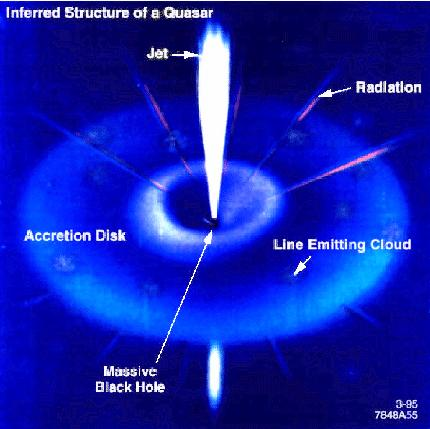 Inferred Structure of a Quasar
Jet
Radiation
Accretion Disk
Line Emitting Cloud
Massive
Black Hole
3-95
7848A55